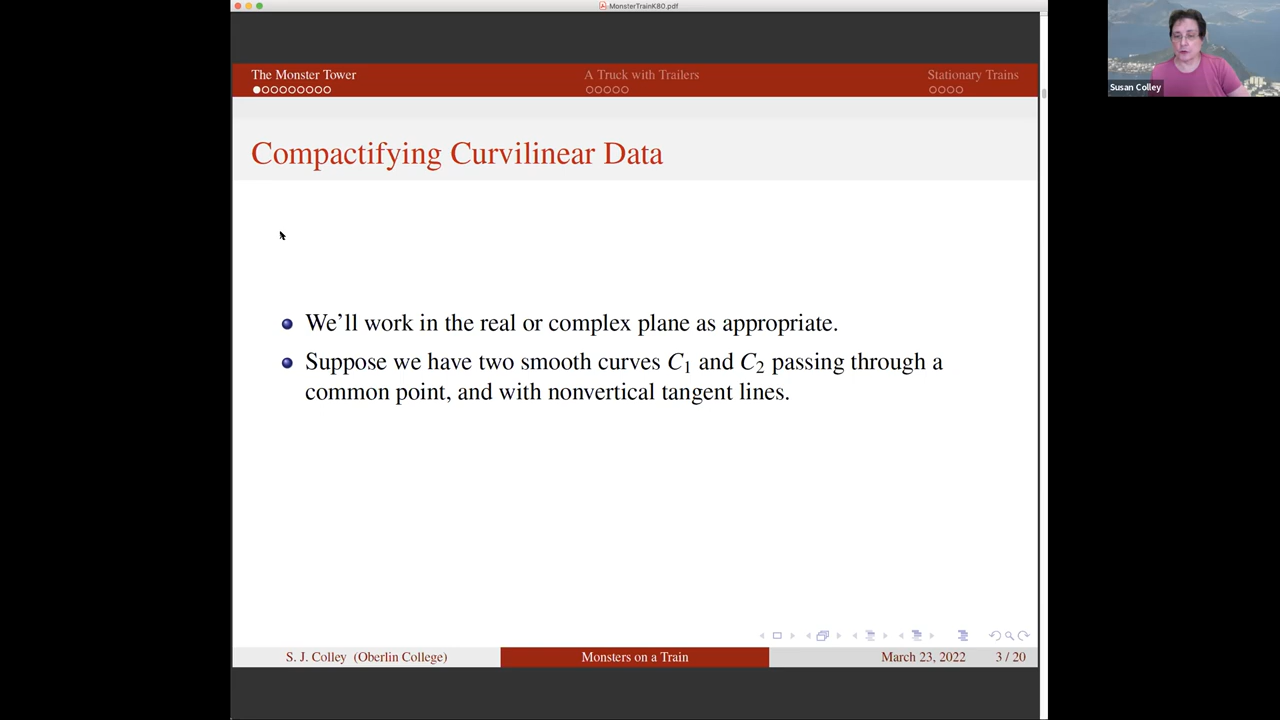 MonsterTrainK80.pdf
The Monster Tower
A Truck with Trailers
Stationary Trains
Compactifying Curvilinear Data
We'll work in the real or complex plane as appropriate.
Suppose we have two smooth curves C1 and C2 passing through a
common point, and with nonvertical tangent lines.
S. J. Colley (Oberlin College)
Monsters on a Train
March 23, 2022
3 / 20
Susan Colley